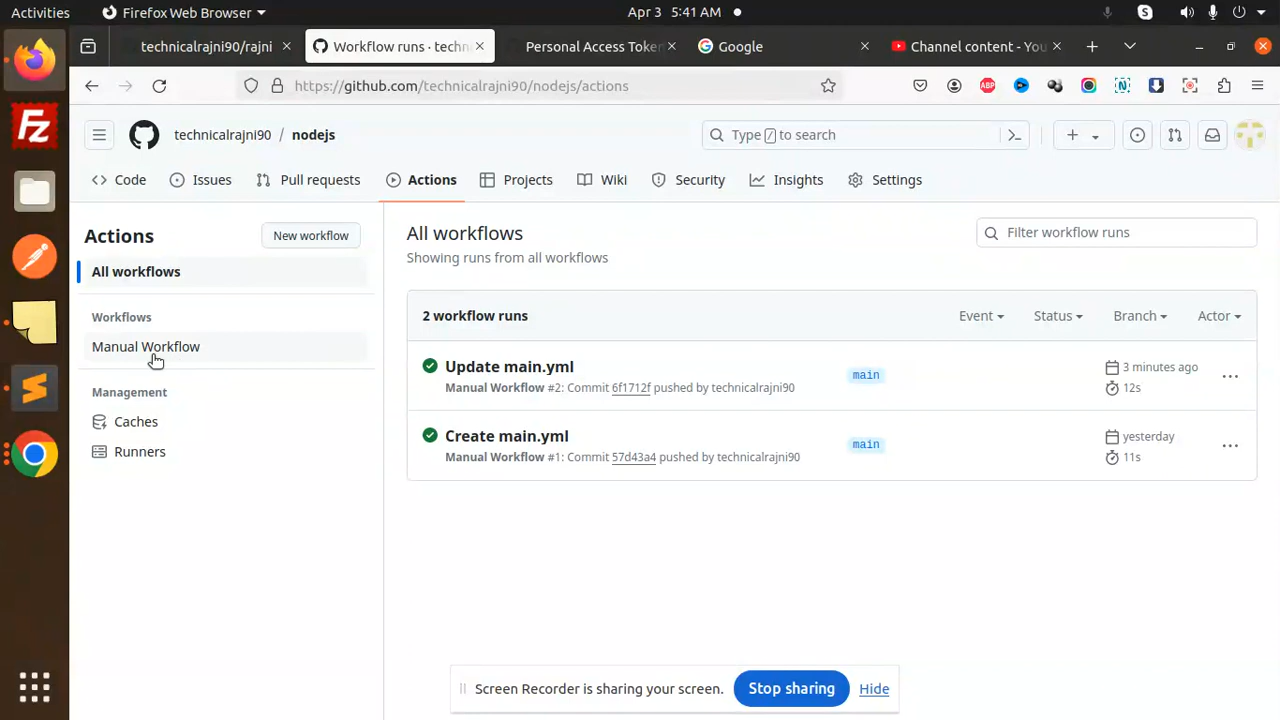 Activities
Firefox Web Browser
Apr 3 5:41 AM
technicalrajni90/rajni
Workflow runs · techn
Personal Access Token
Google
Channel content - You
https://github.com/technicalrajni90/nodejs/actions
technicalrajni90 / nodejs
Type / to search
Code
Issues
Pull requests
Actions
Projects
Wiki
Security
Insights
Settings
Actions
New workflow
All workflows
Workflows
Manual Workflow
Management
Caches
Runners
All workflows
Showing runs from all workflows
Filter workflow runs
2 workflow runs
Event
Status
Branch
Actor
Update main.yml
Manual Workflow #2: Commit 6f1712f pushed by technicalrajni90
main
3 minutes ago
12s
Create main.yml
Manual Workflow #1: Commit 57d43a4 pushed by technicalrajni90
main
yesterday
11s
Screen Recorder is sharing your screen.
Stop sharing
Hide